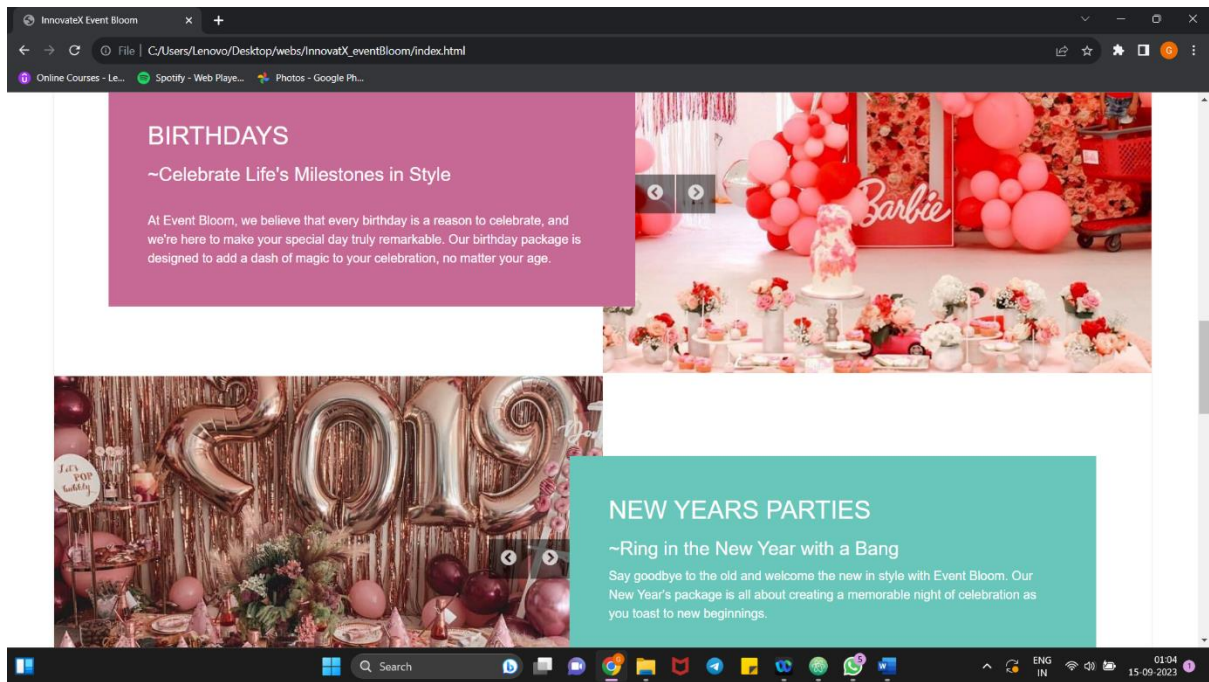 InnovateX Event Bloom
File | C:/Users/Lenovo/Desktop/webs/InnovatX_eventBloom/index.html
G
Online Courses - Le...
Spotify - Web Playe...
Photos - Google Ph...
BIRTHDAYS
~Celebrate Life's Milestones in Style
At Event Bloom, we believe that every birthday is a reason to celebrate, and
we're here to make your special day truly remarkable. Our birthday package is
designed to add a dash of magic to your celebration, no matter your age.
Barbie
2019
Let's
POP
bubbly
NEW YEARS PARTIES
~Ring in the New Year with a Bang
Say goodbye to the old and welcome the new in style with Event Bloom. Our
New Year's package is all about creating a memorable night of celebration as
you toast to new beginnings.
Search
5
ENG
IN
01:04
15-09-2023
1